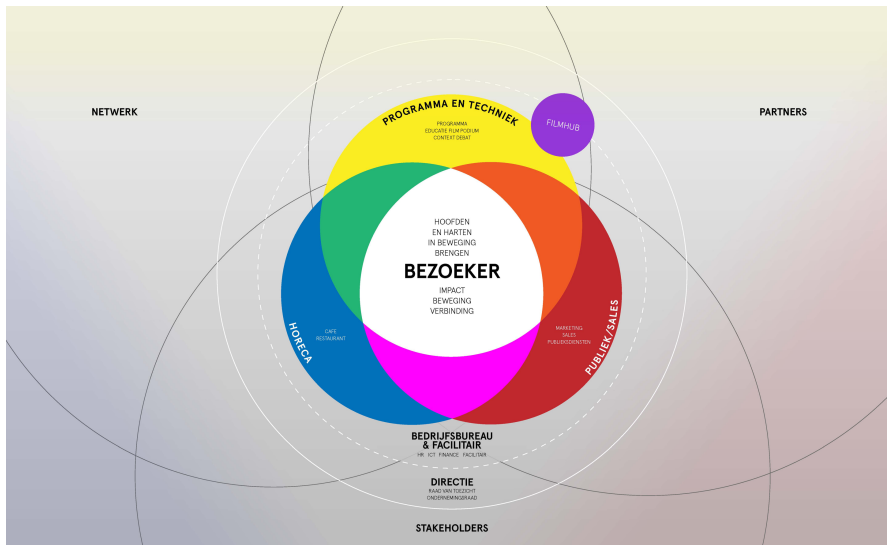 NETWERK
PARTNERS
PROGRAMMA EN TECHNIEK
FILMHUB
PROGRAMMA
EDUCATIE FILM PODIUM
CONTEXT DEBAT
HOOFDEN
EN HARTEN
IN BEWEGING
BRENGEN
BEZOEKER
IMPACT
BEWEGING
VERBINDING
HORECA
CAFE
RESTAURANT
MARKETING
SALES
PUBLIEKSDIENSTEN
PUBLIEK/SALES
BEDRIJFSBUREAU
& FACILITAIR
HR ICT FINANCE FACILITAIR
DIRECTIE
RAAD VAN TOEZICHT
ONDERNEMINGSRAAD
STAKEHOLDERS